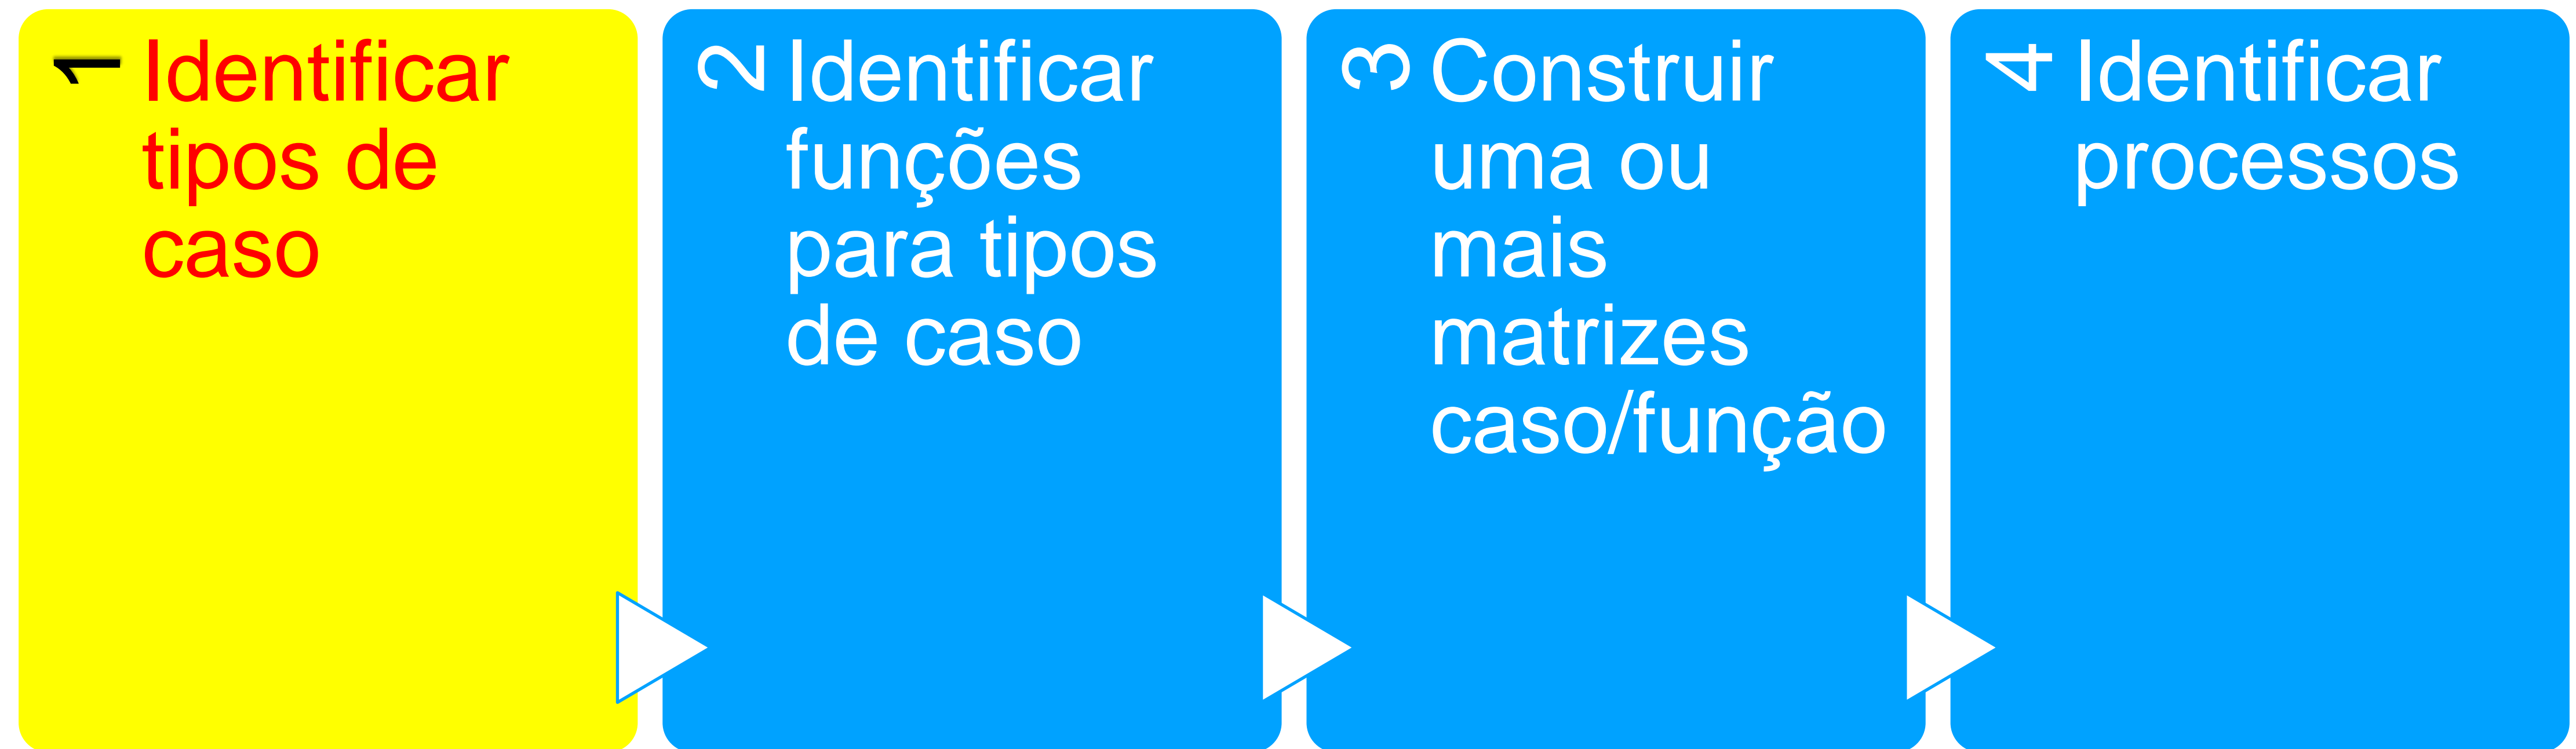 1
Identificar
tipos de
caso
2
Identificar
funções
para tipos
de caso
3
Construir
uma ou
mais
matrizes
caso/função
4
Identificar
processos